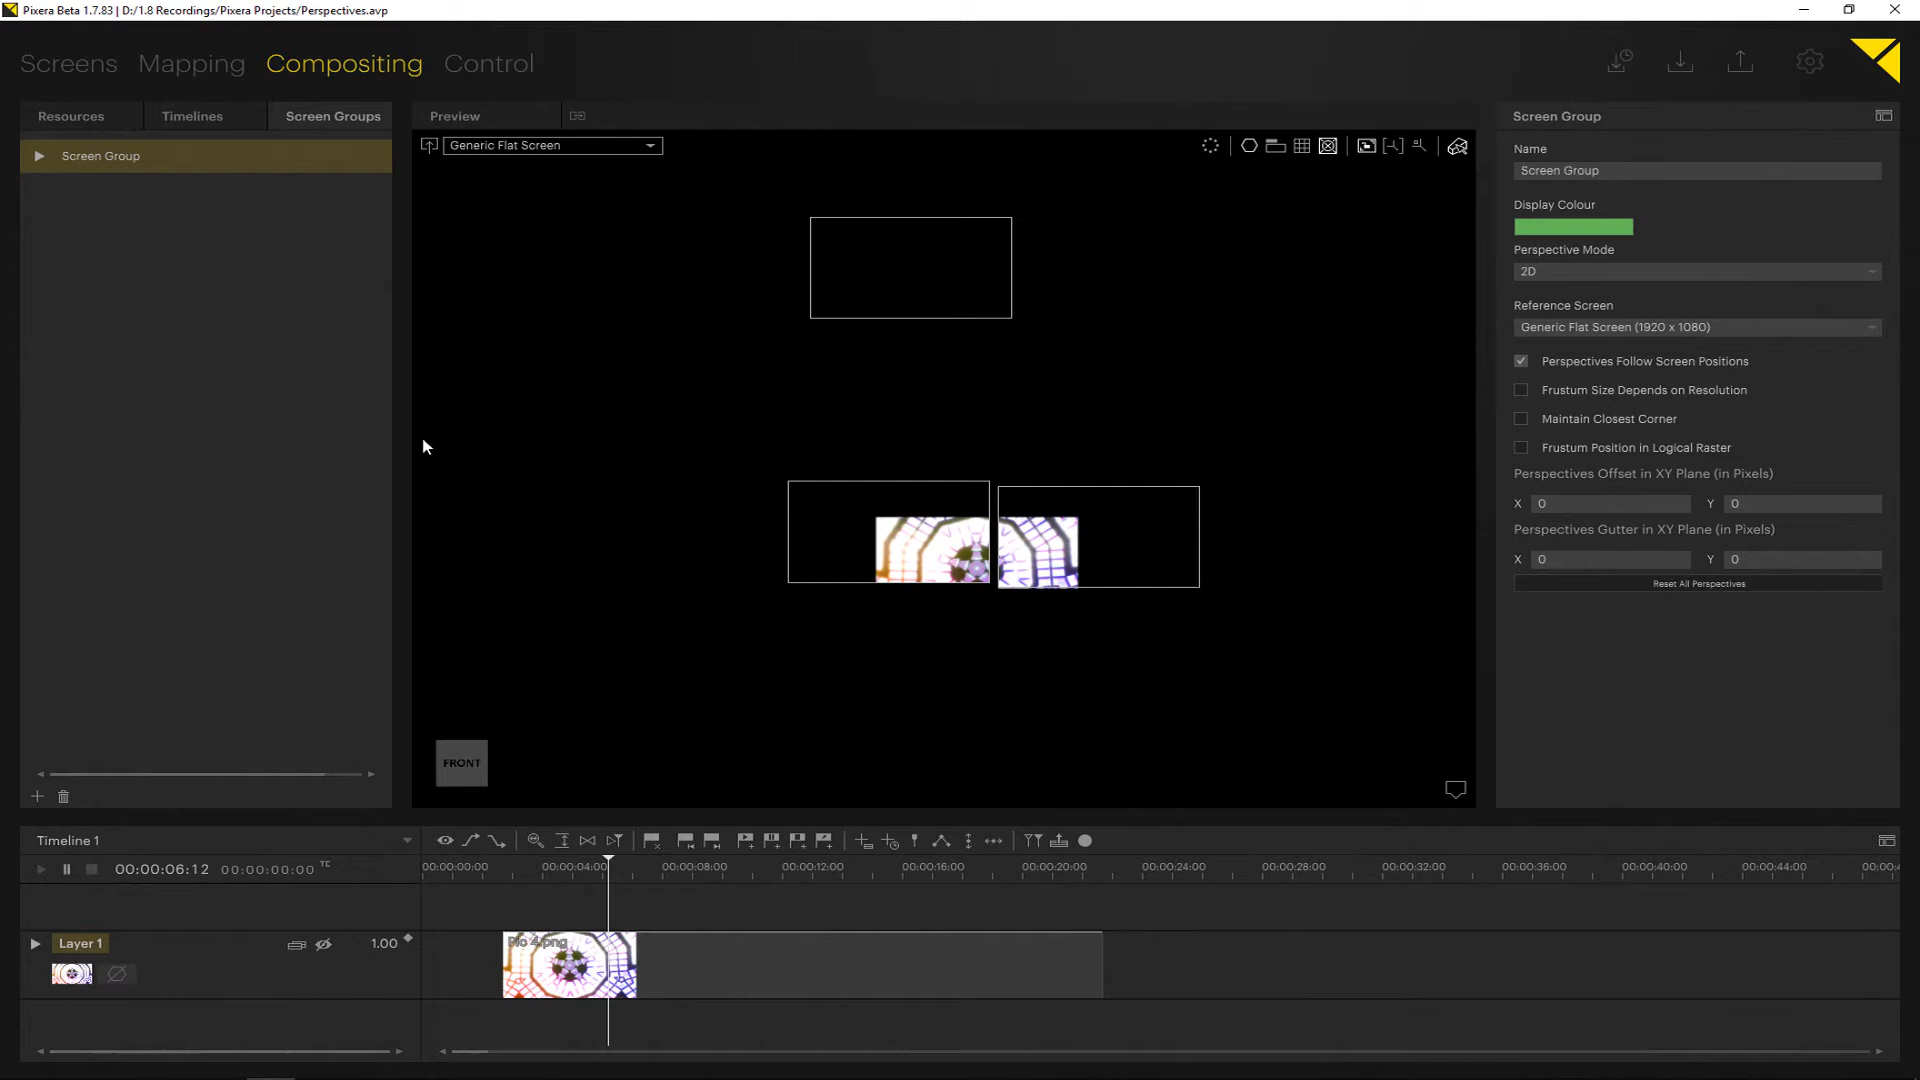 Pixera Beta 1.7.83 | D:/1.8 Recordings/Pixera Projects/Perspectives.avp
Screens Mapping Compositing Control
Resources Timelines Screen Groups
Screen Group
Preview
Generic Flat Screen
FRONT
Screen Group
Name
Screen Group
Display Colour
Perspective Mode
2D
Reference Screen
Generic Flat Screen (1920 x 1080)
Perspectives Follow Screen Positions
Frustum Size Depends on Resolution
Maintain Closest Corner
Frustum Position in Logical Raster
Perspectives Offset in XY Plane (in Pixels)
X 0 Y 0
Perspectives Gutter in XY Plane (in Pixels)
X 0 Y 0
Reset All Perspectives
Timeline 1
00:00:06:12 00:00:00:00 TC
00:00:00:00 00:00:04:00 00:00:08:00 00:00:12:00 00:00:16:00 00:00:20:00 00:00:24:00 00:00:28:00 00:00:32:00 00:00:36:00 00:00:40:00 00:00:44:00 00:00:4
Layer 1 1.00
Pic 4.png